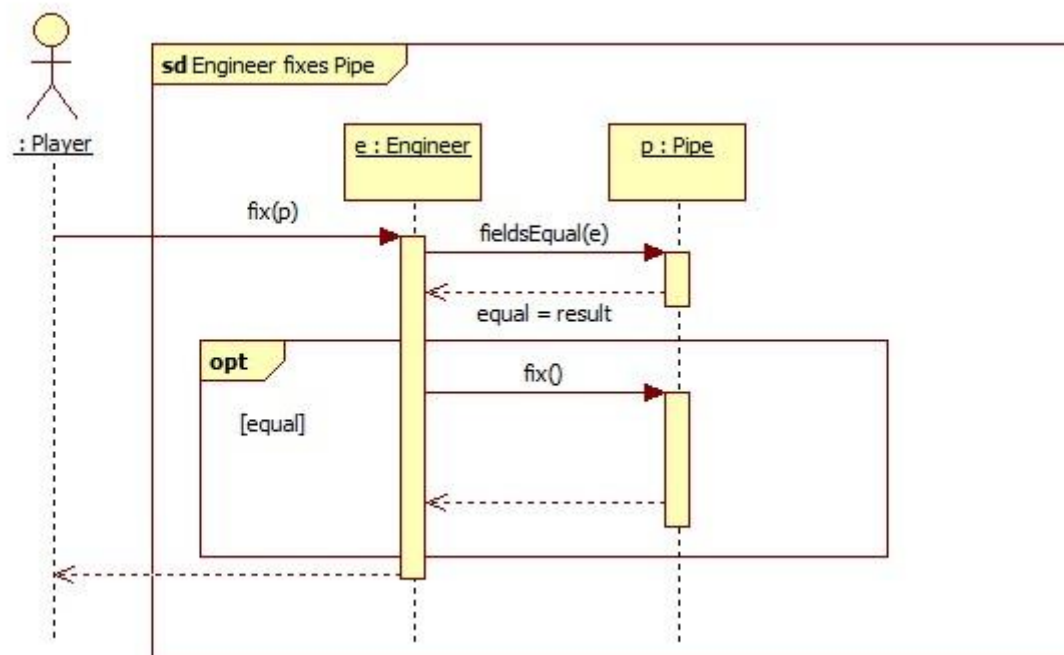 sd Engineer fixes Pipe
: Player
e : Engineer
p : Pipe
fix(p)
fieldsEqual(e)
equal = result
opt
fix()
[equal]